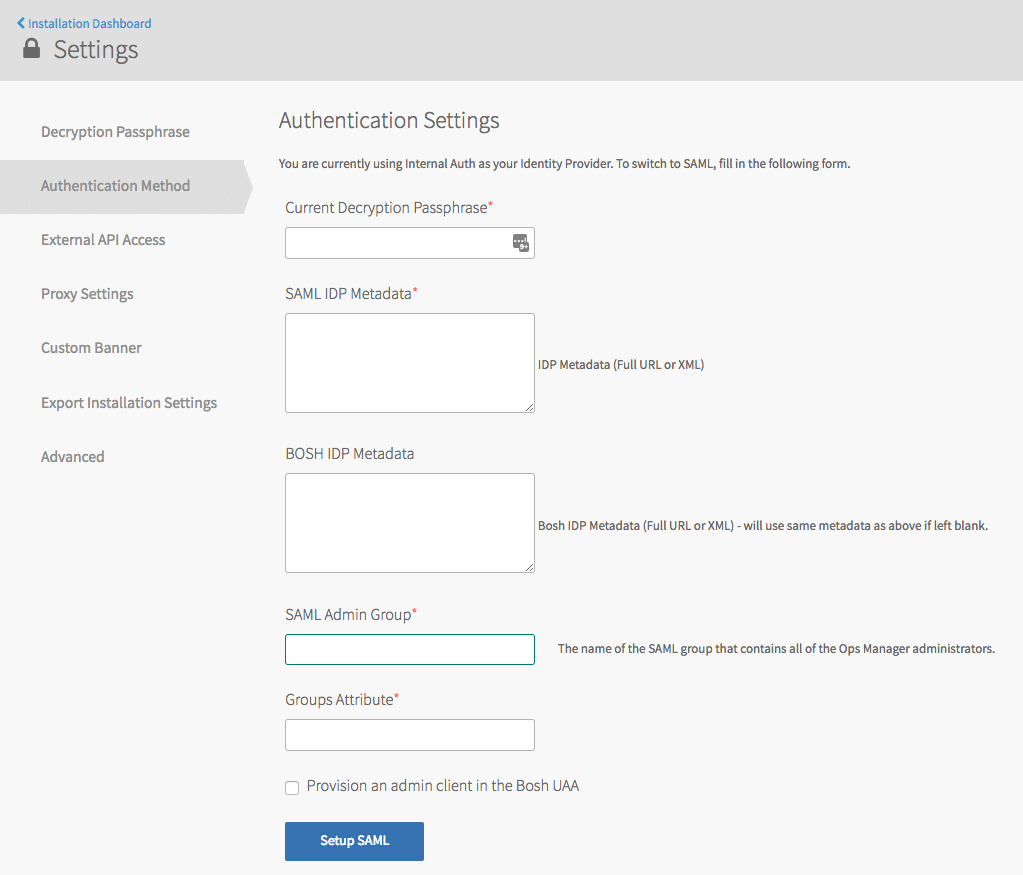 Installation Dashboard
Settings
Decryption Passphrase
Authentication Method
External API Access
Proxy Settings
Custom Banner
Export Installation Settings
Advanced
Authentication Settings
You are currently using Internal Auth as your Identity Provider. To switch to SAML, fill in the following form.
Current Decryption Passphrase*
9+
SAML IDP Metadata*
IDP Metadata (Full URL or XML)
BOSH IDP Metadata
Bosh IDP Metadata (Full URL or XML) - will use same metadata as above if left blank.
SAML Admin Group*
The name of the SAML group that contains all of the Ops Manager administrators.
Groups Attribute*
Provision an admin client in the Bosh UAA
Setup SAML